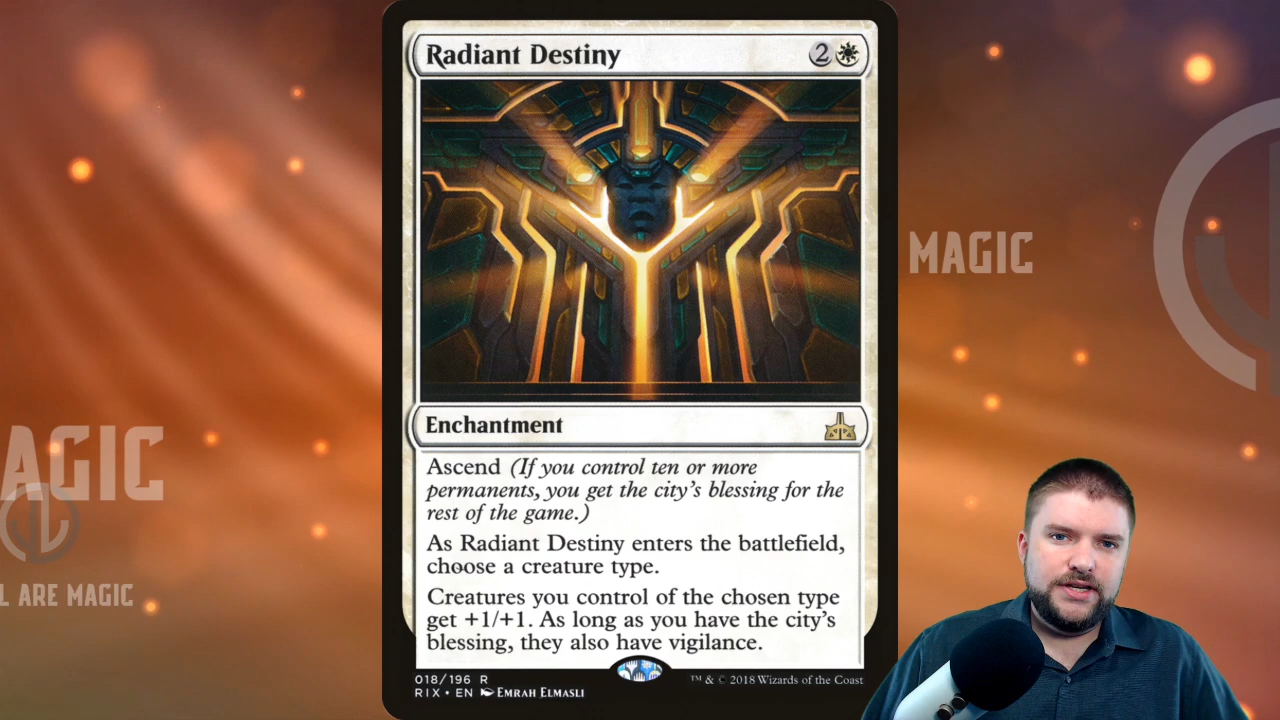 Radiant Destiny 2
MAGIC
AGIC
L ARE MAGIC
Enchantment
Ascend (If you control ten or more
permanents, you get the city's blessing for the
rest of the game.)
As Radiant Destiny enters the battlefield,
choose a creature type.
Creatures you control of the chosen type
get +1/+1. As long as you have the city's
blessing, they also have vigilance.
018/196 R
RIX • EN EMRAH ELMASLI
™ & © 2018 Wizards of the Coast